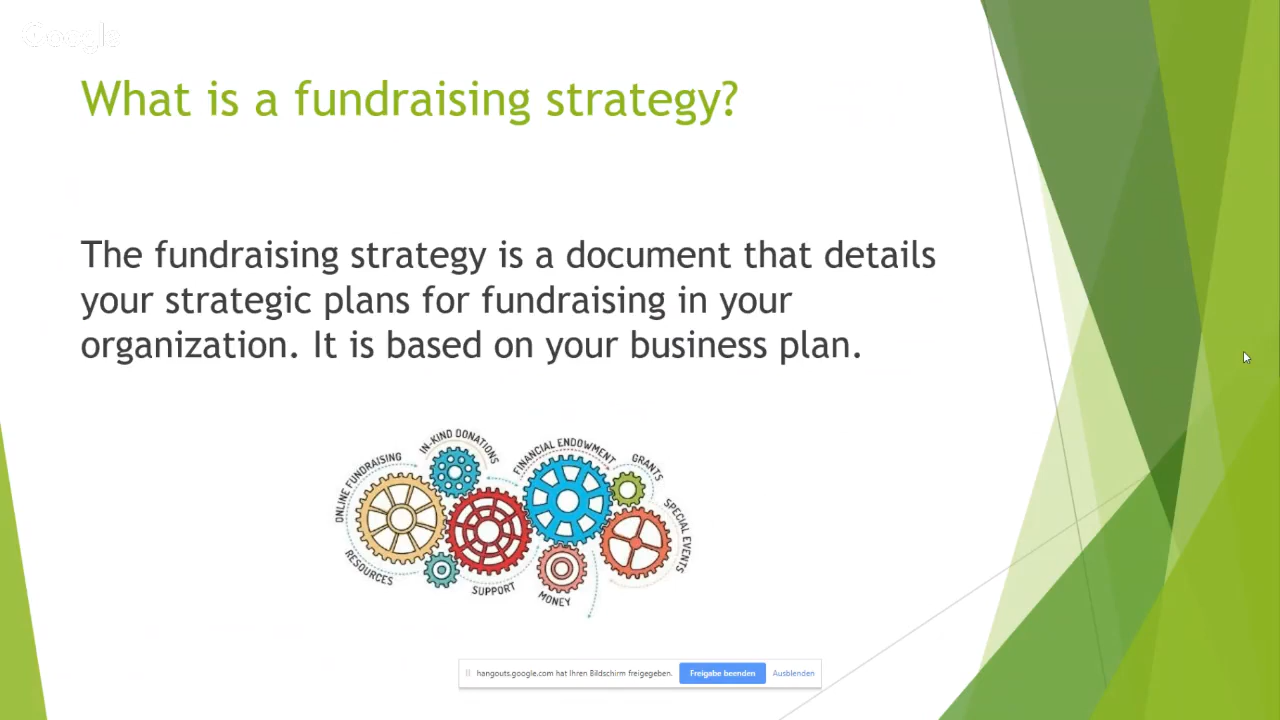 Google
What is a fundraising strategy?
The fundraising strategy is a document that details
your strategic plans for fundraising in your
organization. It is based on your business plan.
ONLINE FUNDRAISING
IN-KIND DONATIONS
FINANCIAL ENDOWMENT
GRANTS
SPECIAL EVENTS
RESOURCES
SUPPORT
MONEY
hangouts.google.com hat Ihren Bildschirm freigegeben. Freigabe beenden Ausblenden